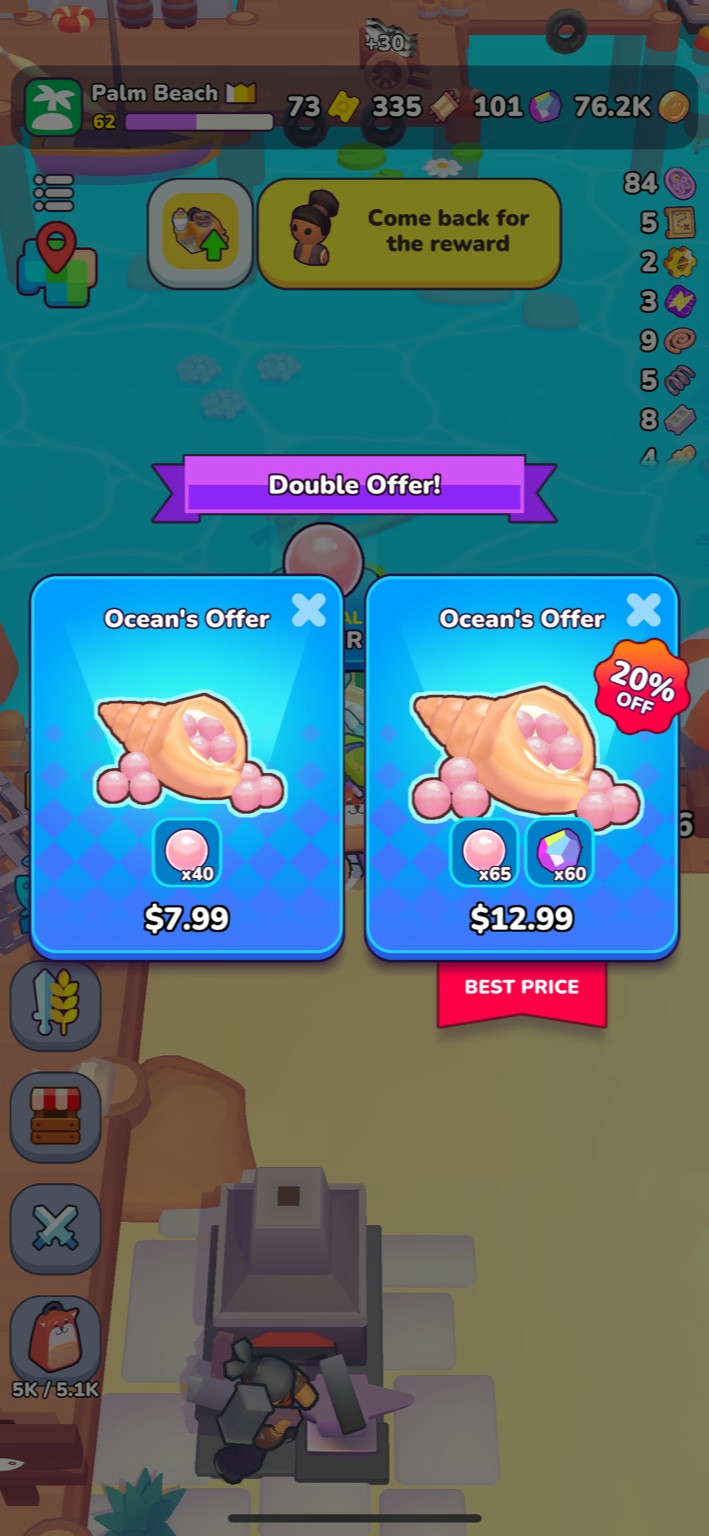 +30
Palm Beach
62
73
335
101
76.2K
84
Come back for
the reward
5
2
3
9
5
8
4
Double Offer!
Ocean's Offer
Ocean's Offer
20%
OFF
x40
x65
x60
$7.99
$12.99
BEST PRICE
5K / 5.1K